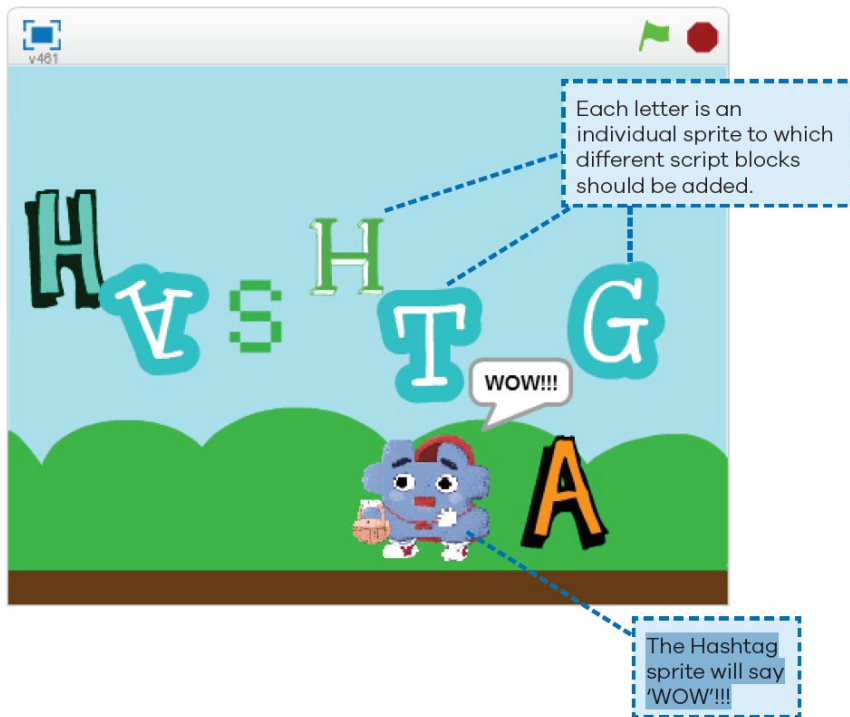 v461
Each letter is an
individual sprite to which
different script blocks
should be added.
H A S H T A G
WOW!!!
The Hashtag
sprite will say
‘WOW’!!!